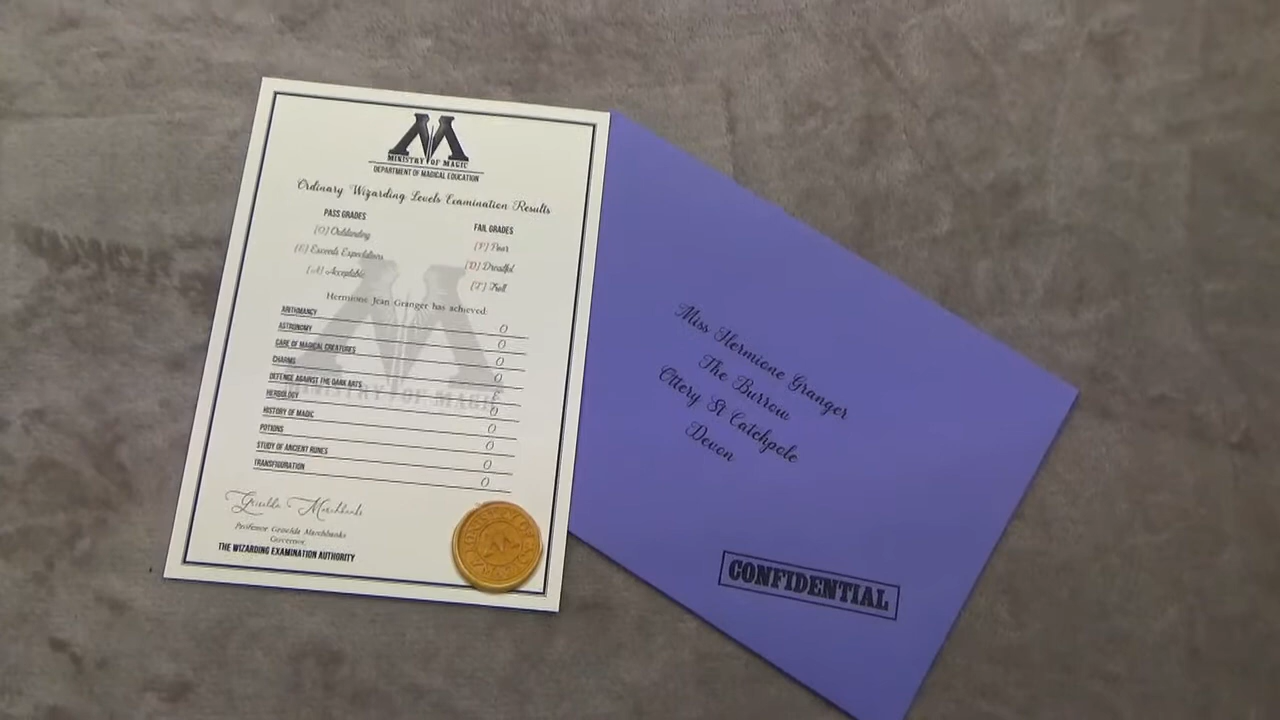 MINISTRY OF MAGIC
DEPARTMENT OF MAGICAL EDUCATION
Ordinary Wizarding Levels Examination Results
PASS GRADES
[O] Outstanding
[E] Exceeds Expectations
[A] Acceptable
FAIL GRADES
[P] Poor
[D] Dreadful
[T] Troll
Hermione Jean Granger has achieved:
ARITHMANCY O
ASTRONOMY O
CARE OF MAGICAL CREATURES O
CHARMS O
DEFENCE AGAINST THE DARK ARTS E
HERBOLOGY O
HISTORY OF MAGIC O
POTIONS O
STUDY OF ANCIENT RUNES O
TRANSFIGURATION O
MINISTRY OF MAGIC
Griselda Marchbanks
Professor Griselda Marchbanks
Governor,
THE WIZARDING EXAMINATION AUTHORITY
Miss Hermione Granger
The Burrow
Ottery St Catchpole
Devon
CONFIDENTIAL